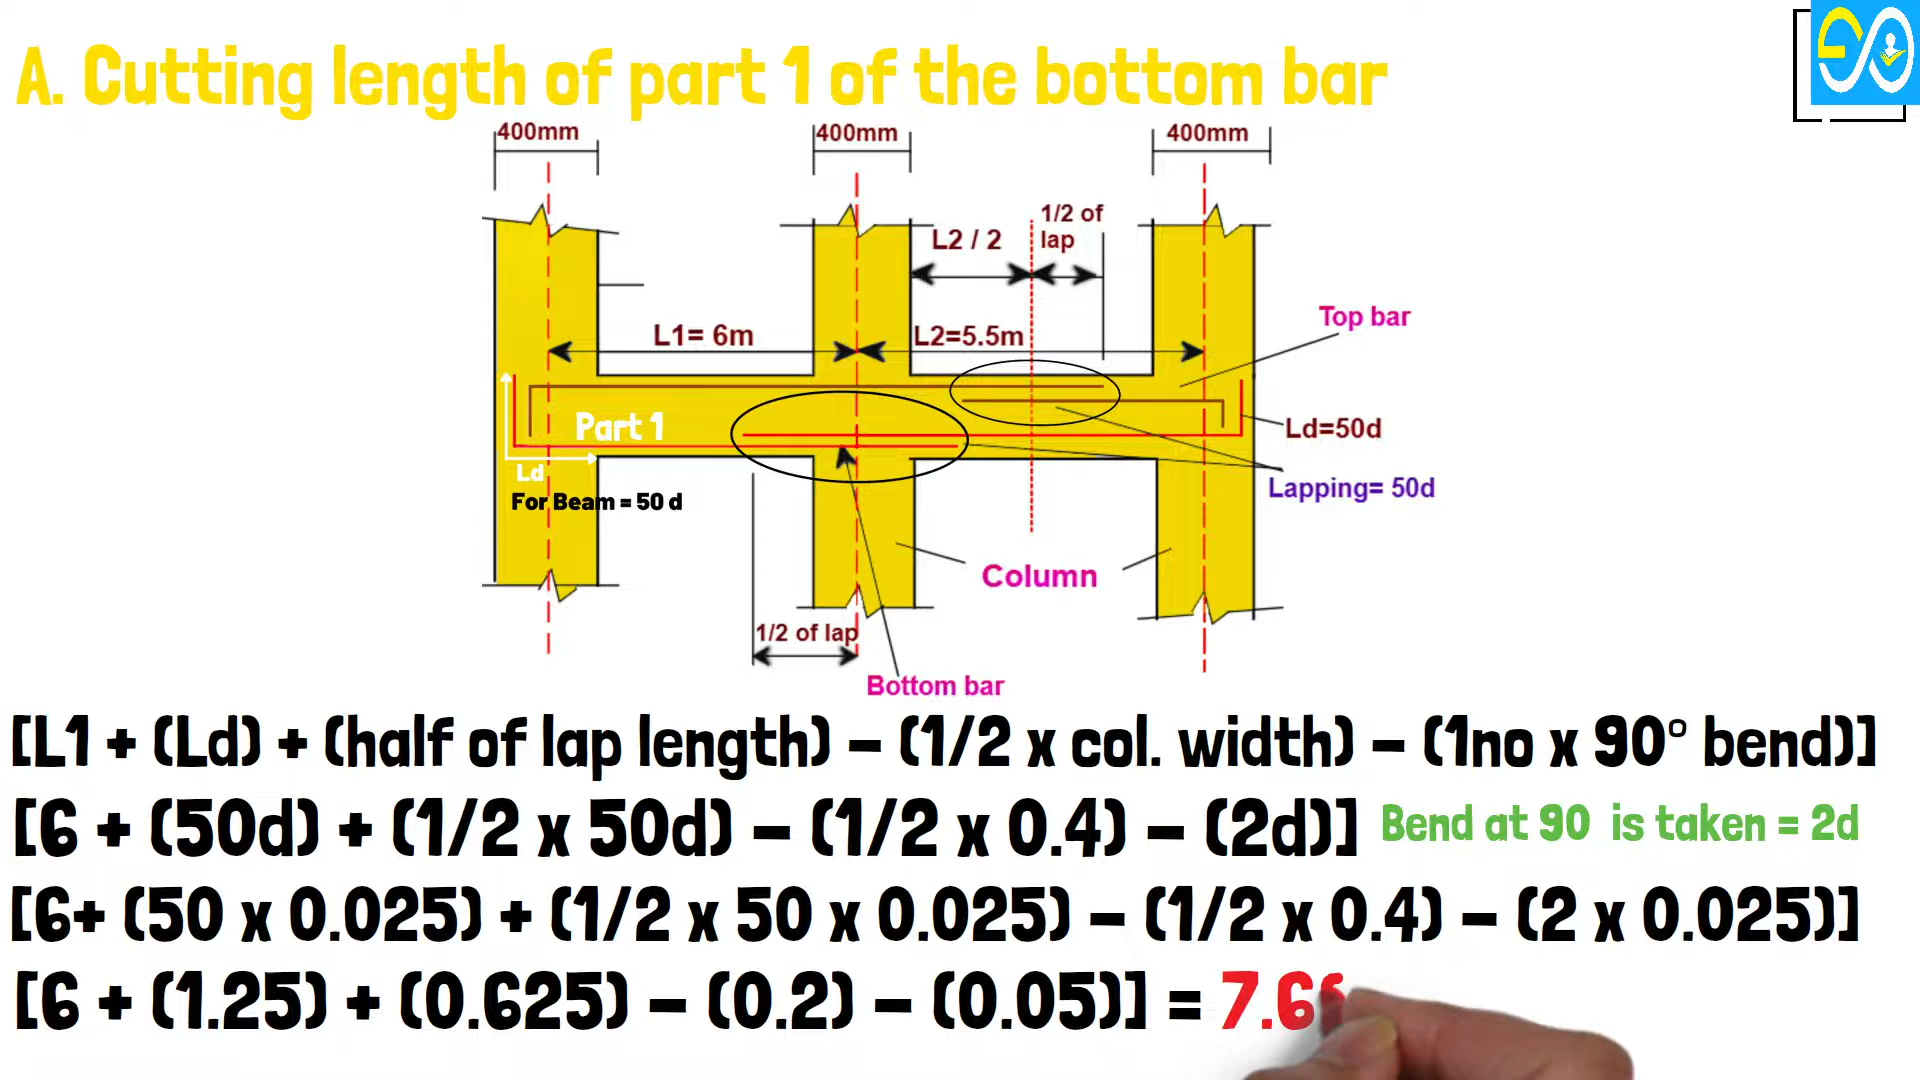 A. Cutting length of part 1 of the bottom bar
400mm
400mm
400mm
1/2 of
lap
L2 / 2
L1= 6m
L2=5.5m
Top bar
Part 1
Ld=50d
Ld
For Beam = 50 d
Lapping= 50d
Column
1/2 of lap
Bottom bar
[L1 + (Ld) + (half of lap length) – (1/2 x col. width) – (1no x 90° bend)]
[6 + (50d) + (1/2 x 50d) – (1/2 x 0.4) – (2d)] Bend at 90 is taken = 2d
[6+ (50 x 0.025) + (1/2 x 50 x 0.025) – (1/2 x 0.4) – (2 x 0.025)]
[6 + (1.25) + (0.625) – (0.2) – (0.05)] = 7.6